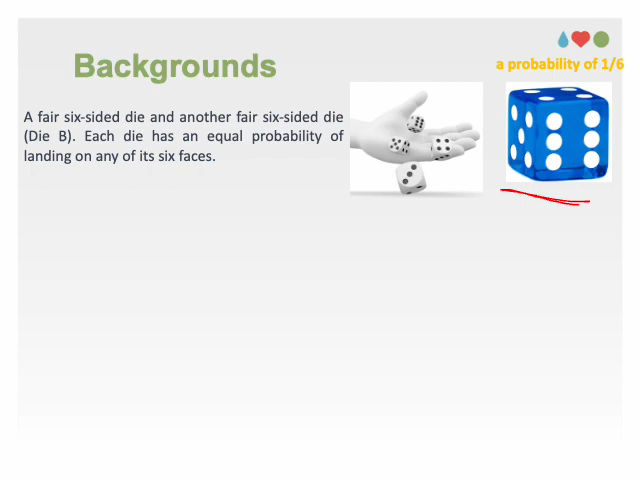 Backgrounds
a probability of 1/6
A fair six-sided die and another fair six-sided die
(Die B). Each die has an equal probability of
landing on any of its six faces.